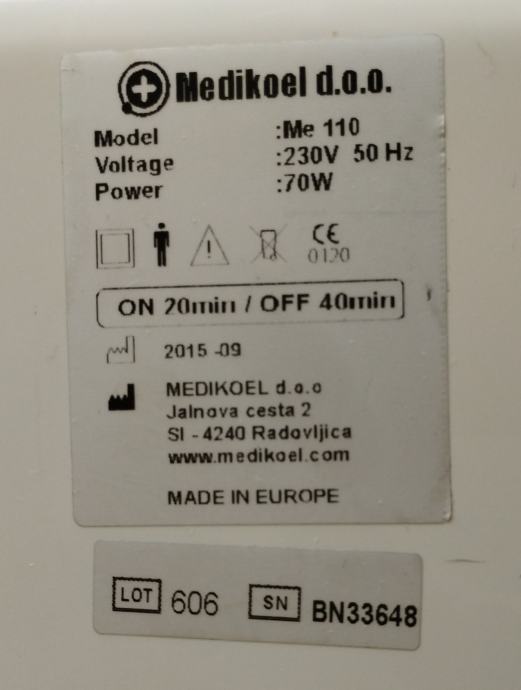 Medikoel d.o.o.
Model :Me 110
Voltage :230V 50 Hz
Power :70W
CE
0120
ON 20min / OFF 40min
2015 -09
MEDIKOEL d.o.o
Jalnova cesta 2
SI - 4240 Radovljica
www.medikoel.com
MADE IN EUROPE
LOT 606 SN BN33648